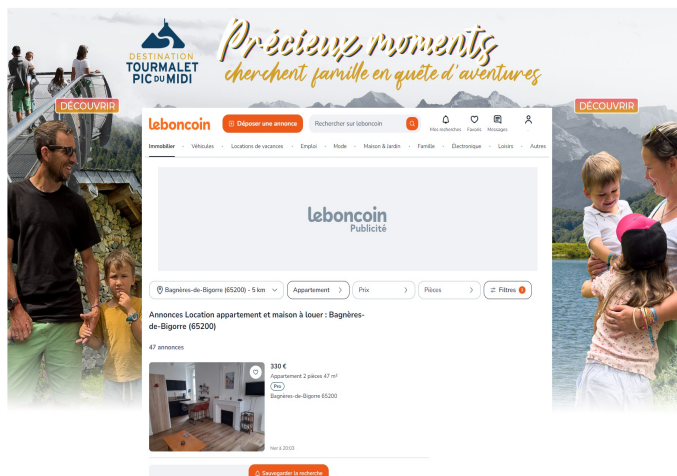 Précieux moments
cherchent famille en quête d'aventures
DESTINATION
TOURMALET
PIC DU MIDI
DÉCOUVRIR
DÉCOUVRIR
leboncoin
Déposer une annonce
Rechercher sur leboncoin
Mes recherches
Favoris
Messages
Immobilier
Véhicules
Locations de vacances
Emploi
Mode
Maison & Jardin
Famille
Électronique
Loisirs
Autres
leboncoin
Publicité
Bagnères-de-Bigorre (65200) - 5 km
Appartement
Prix
Pièces
Filtres 1
Annonces Location appartement et maison à louer : Bagnères-
de-Bigorre (65200)
47 annonces
330 €
Appartement 2 pièces 47 m²
Pro
Bagnères-de-Bigorre 65200
hier à 20:01
Sauvegarder la recherche